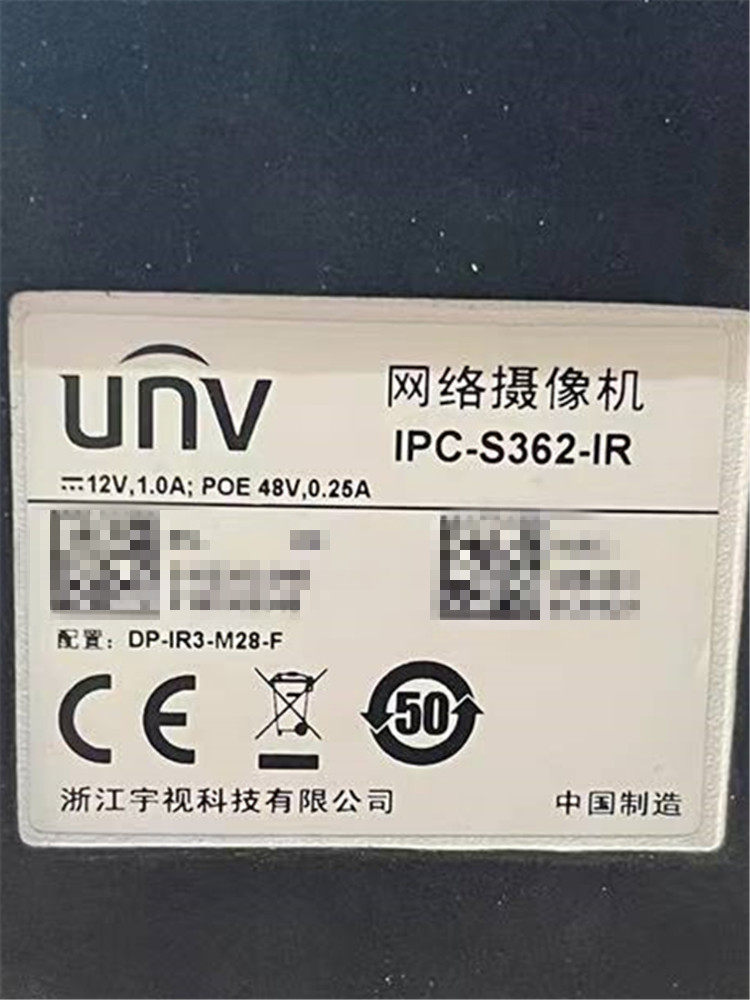 unv
网络摄像机
IPC-S362-IR
12V,1.0A; POE 48V,0.25A
配置: DP-IR3-M28-F
CE
50
浙江宇视科技有限公司
中国制造